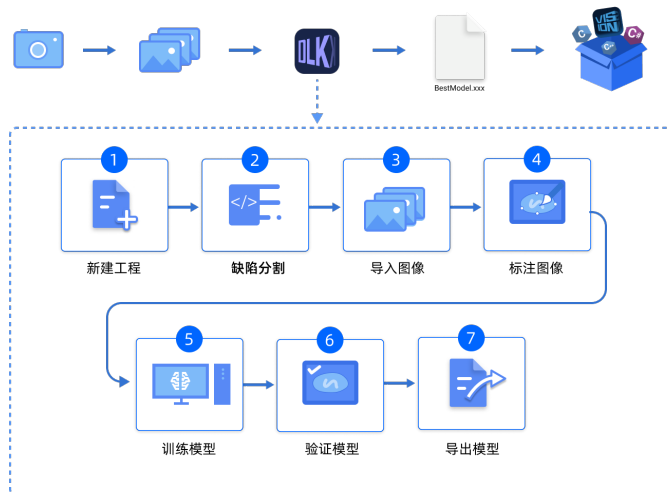 DLK
VISION
C
C#
C++
BestModel.xxx
1
2
3
4
</>
新建工程
缺陷分割
导入图像
标注图像
5
6
7
训练模型
验证模型
导出模型